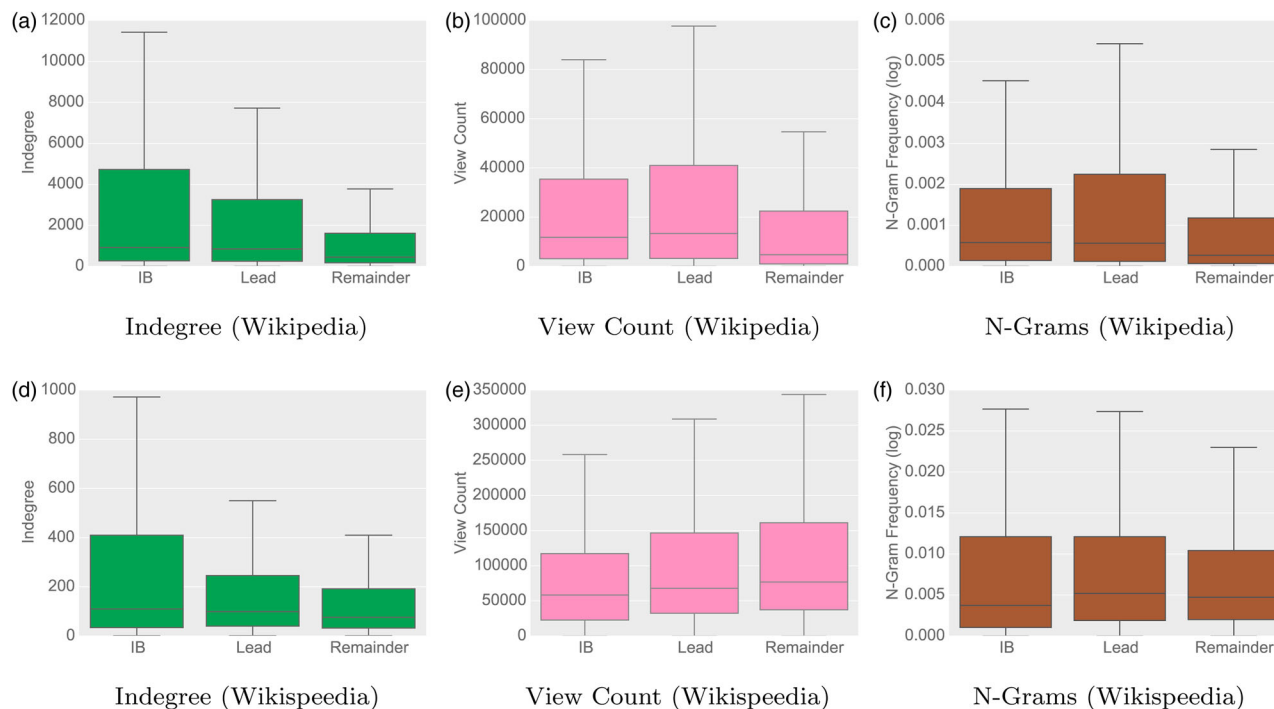 (a)
12000
10000
8000
6000
4000
2000
0
Indegree
IB
Lead
Remainder
Indegree (Wikipedia)
(b)
100000
80000
60000
40000
20000
0
View Count
IB
Lead
Remainder
View Count (Wikipedia)
(c)
0.006
0.005
0.004
0.003
0.002
0.001
0.000
N-Gram Frequency (log)
IB
Lead
Remainder
N-Grams (Wikipedia)
(d)
1000
800
600
400
200
0
Indegree
IB
Lead
Remainder
Indegree (Wikispeedia)
(e)
350000
300000
250000
200000
150000
100000
50000
0
View Count
IB
Lead
Remainder
View Count (Wikispeedia)
(f)
0.030
0.025
0.020
0.015
0.010
0.005
0.000
N-Gram Frequency (log)
IB
Lead
Remainder
N-Grams (Wikispeedia)